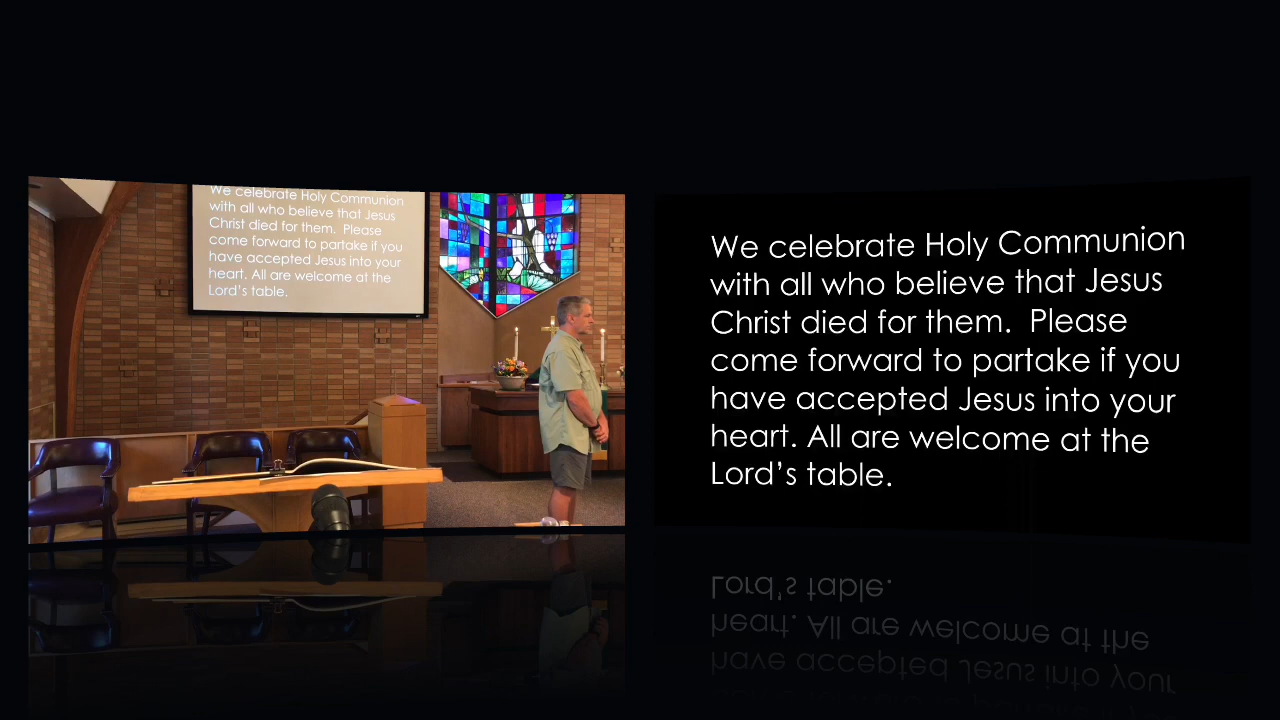 We celebrate Holy Communion
with all who believe that Jesus
Christ died for them.  Please
come forward to partake if you
have accepted Jesus into your
heart. All are welcome at the
Lord's table.
We celebrate Holy Communion
with all who believe that Jesus
Christ died for them.  Please
come forward to partake if you
have accepted Jesus into your
heart. All are welcome at the
Lord's table.